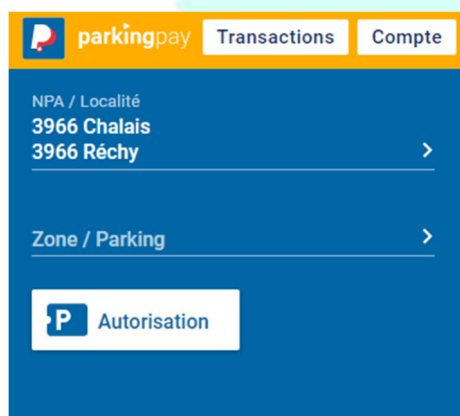 parkingpay Transactions Compte
NPA / Localité
3966 Chalais
3966 Réchy
Zone / Parking
P Autorisation